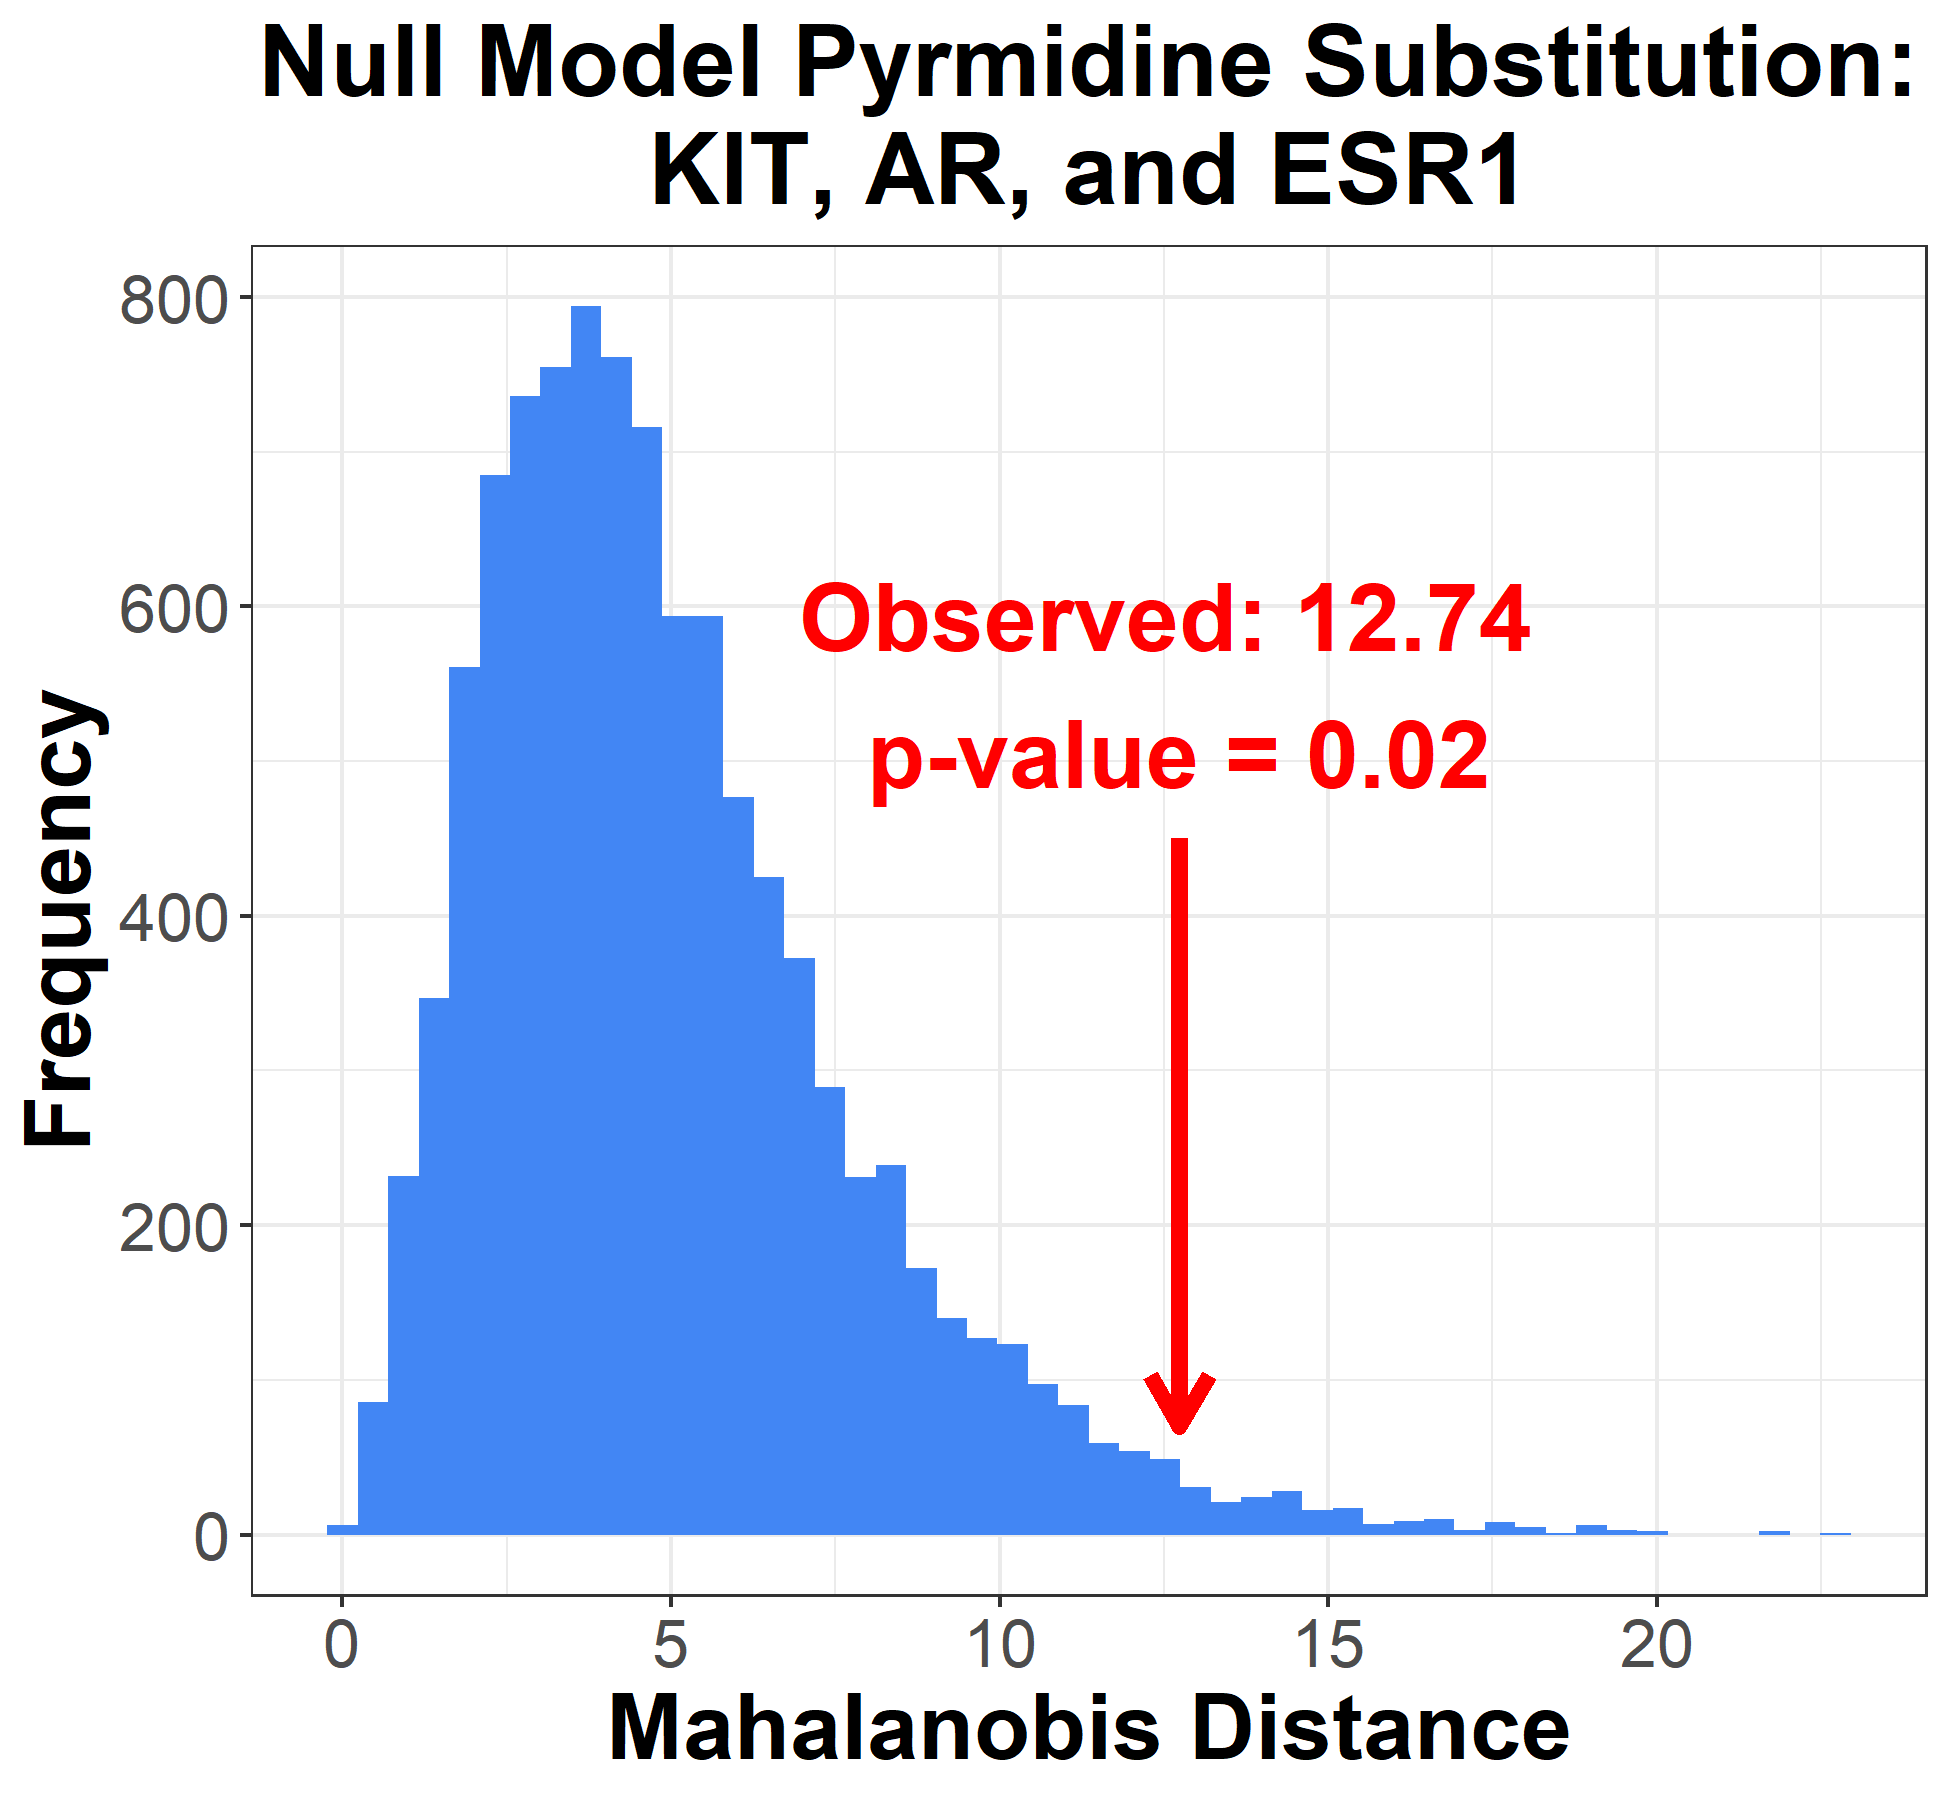 Null Model Pyrmidine Substitution:
KIT, AR, and ESR1
800
600
400
200
0
Frequency
Observed: 12.74
p-value = 0.02
0 5 10 15 20
Mahalanobis Distance